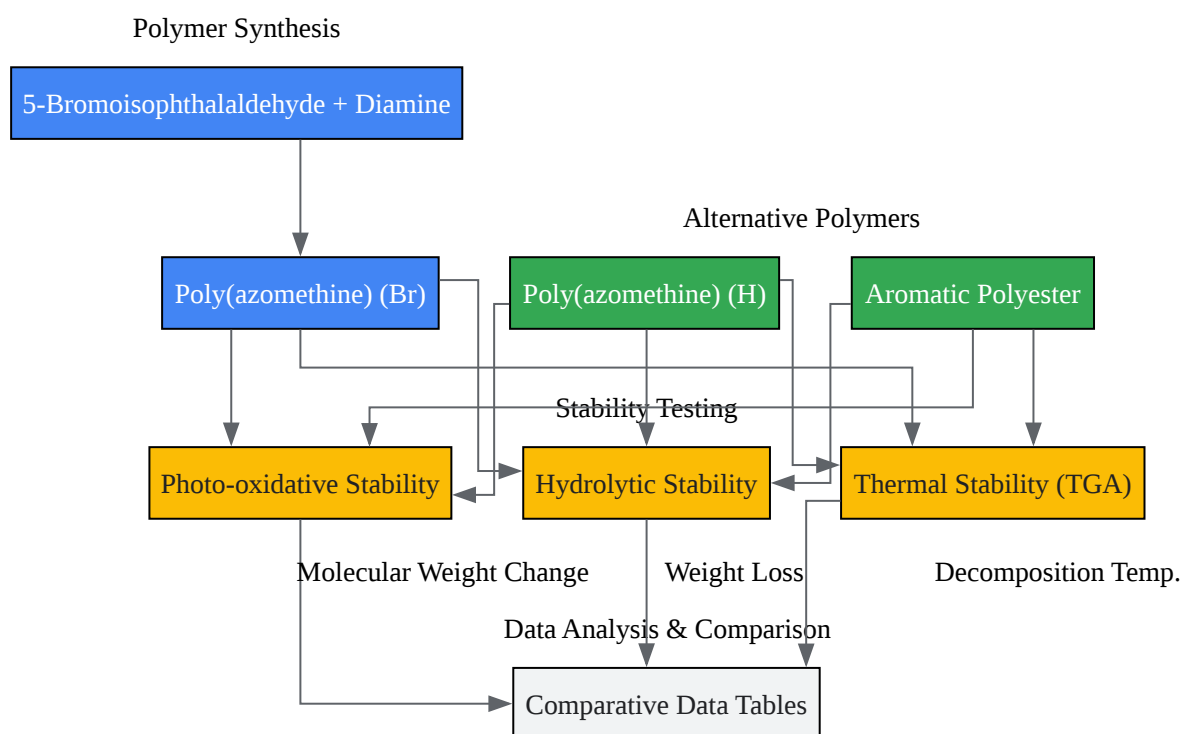 Polymer Synthesis
5-Bromoisophthalaldehyde + Diamine
Alternative Polymers
Poly(azomethine) (Br)
Poly(azomethine) (H)
Aromatic Polyester
Stability Testing
Photo-oxidative Stability
Hydrolytic Stability
Thermal Stability (TGA)
Molecular Weight Change
Weight Loss
Decomposition Temp.
Data Analysis & Comparison
Comparative Data Tables